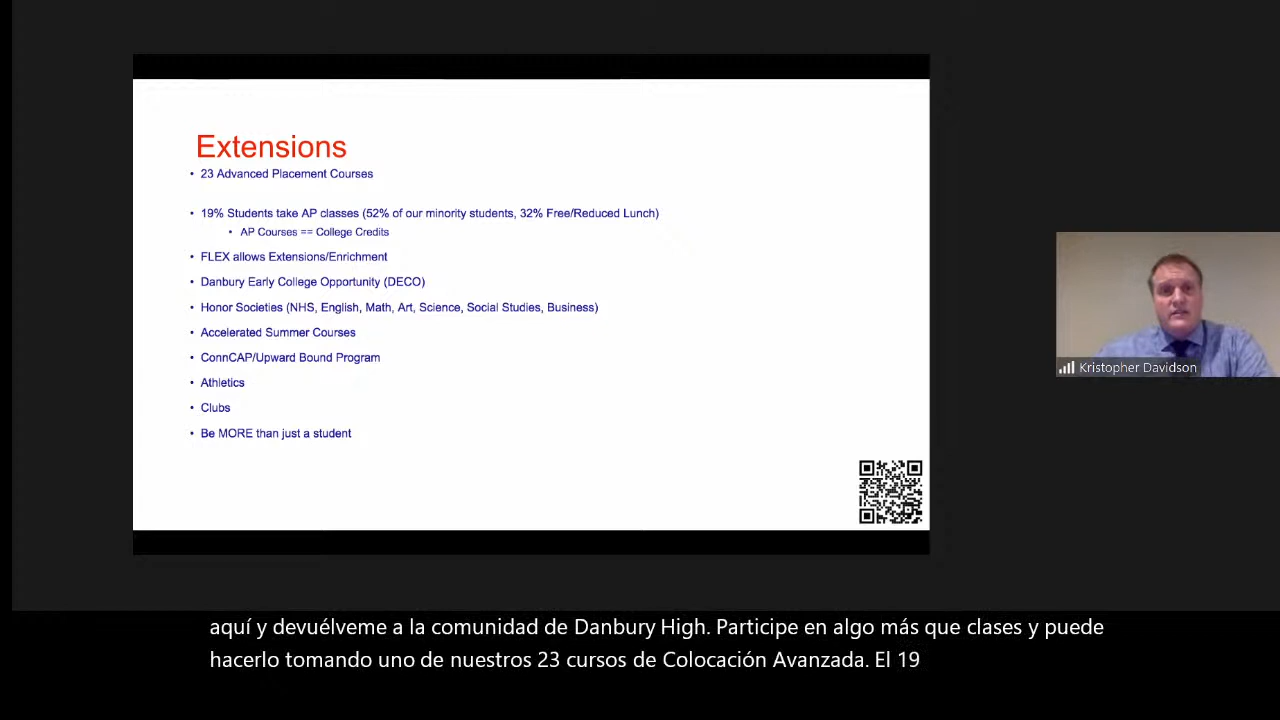 Extensions
• 23 Advanced Placement Courses
• 19% Students take AP classes (52% of our minority students, 32% Free/Reduced Lunch)
• AP Courses == College Credits
• FLEX allows Extensions/Enrichment
• Danbury Early College Opportunity (DECO)
• Honor Societies (NHS, English, Math, Art, Science, Social Studies, Business)
• Accelerated Summer Courses
• ConnCAP/Upward Bound Program
• Athletics
• Clubs
• Be MORE than just a student
Kristopher Davidson
aquí y devuélveme a la comunidad de Danbury High. Participe en algo más que clases y puede
hacerlo tomando uno de nuestros 23 cursos de Colocación Avanzada. El 19